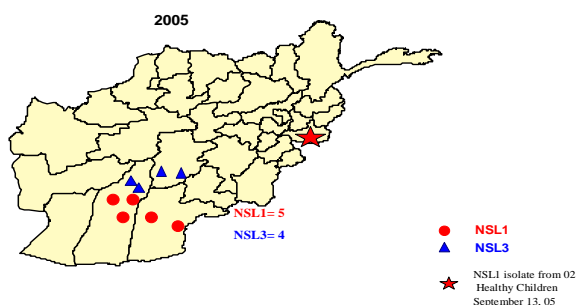 2005
NSL1= 5
NSL3= 4
NSL1
NSL3
NSL1 isolate from 02
Healthy Children
September 13, 05